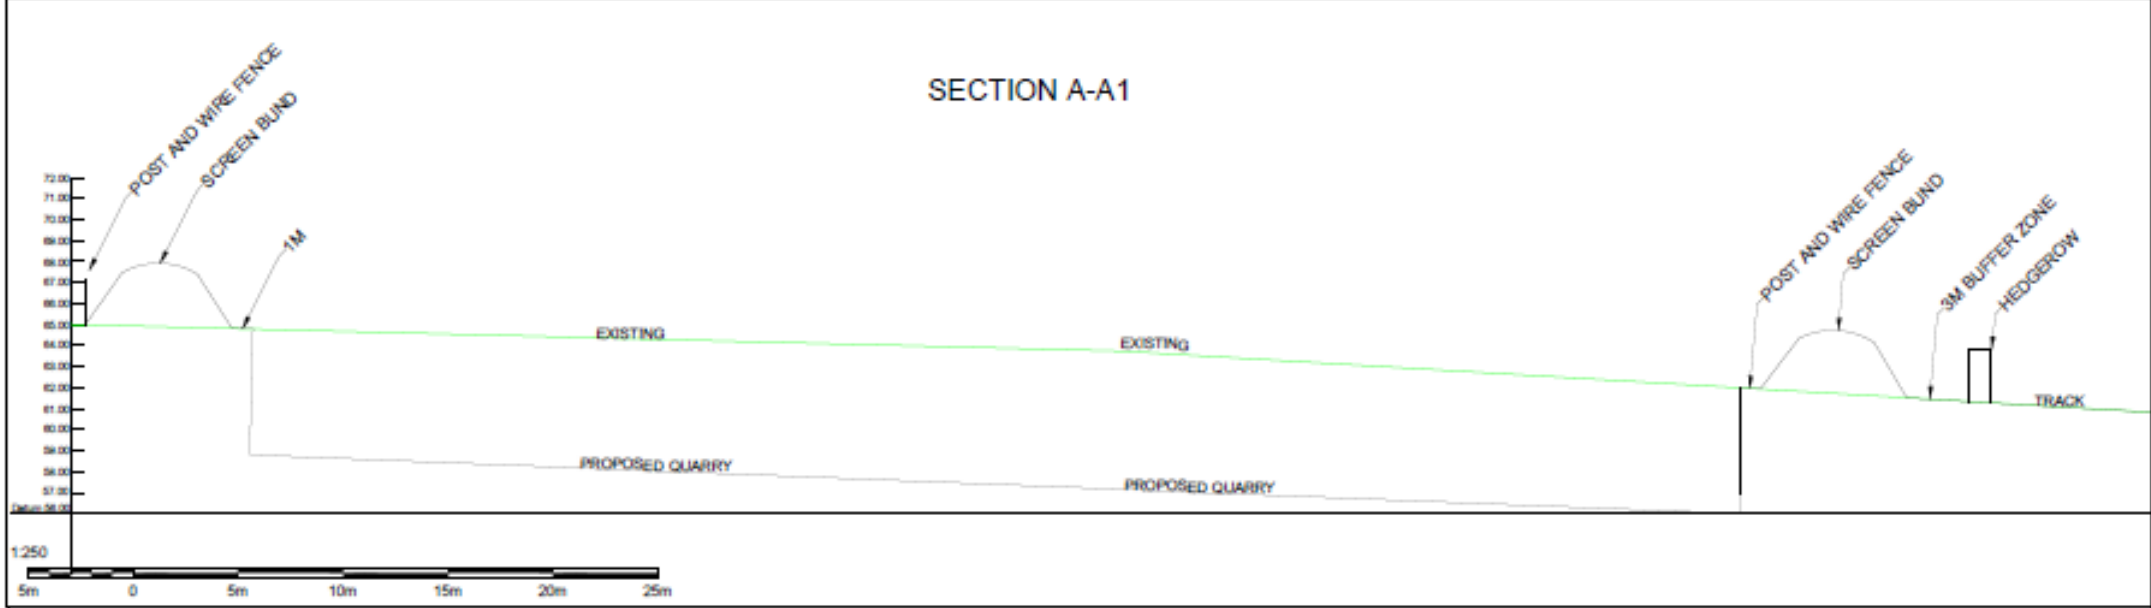 SECTION A-A1
POST AND WIRE FENCE
SCREEN BUND
1M
POST AND WIRE FENCE
SCREEN BUND
3M BUFFER ZONE
HEDGEROW
72.00
71.00
70.00
69.00
68.00
67.00
66.00
65.00
64.00
63.00
62.00
61.00
60.00
59.00
58.00
57.00
Datum 56.00
EXISTING
EXISTING
TRACK
PROPOSED QUARRY
PROPOSED QUARRY
1:250
5m 0 5m 10m 15m 20m 25m